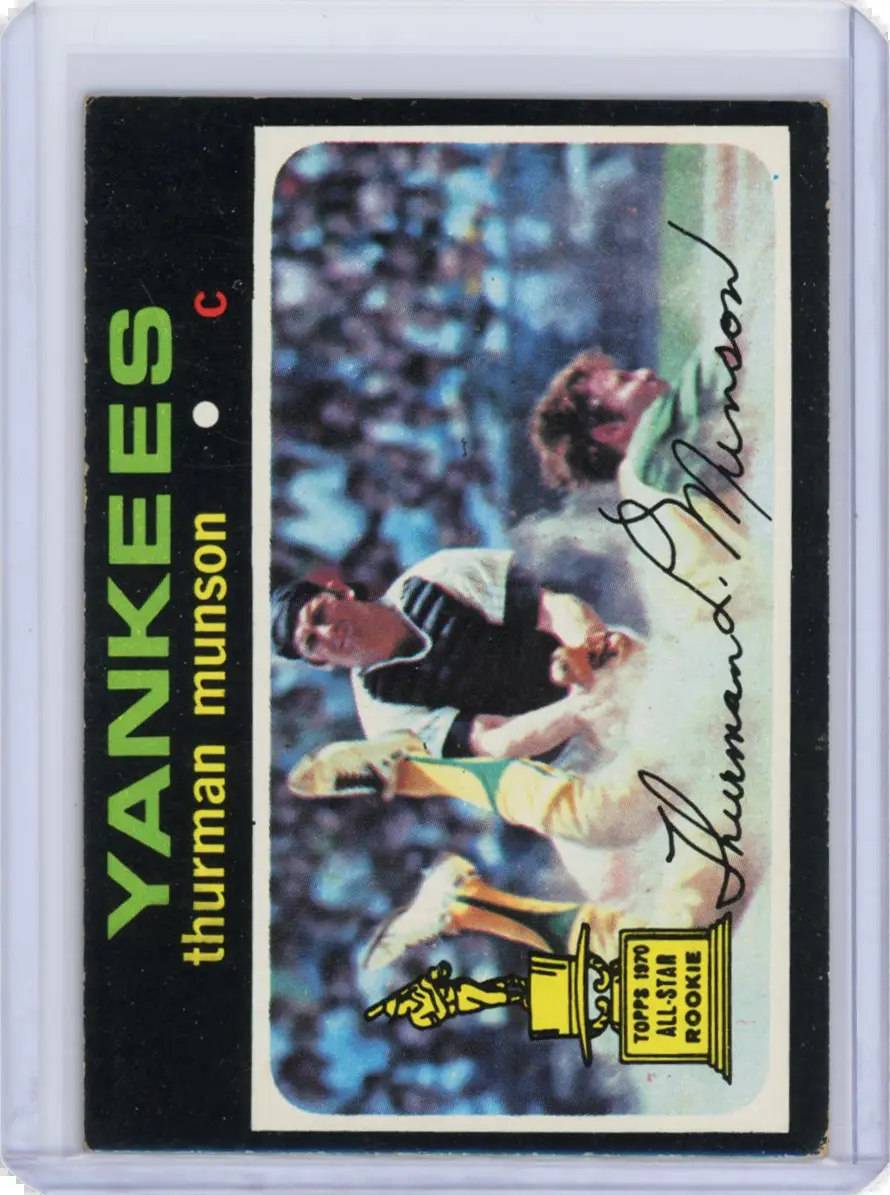 YANKEES
thurman munson • c
Thurman L. Munson
TOPPS 1970
ALL-STAR
ROOKIE